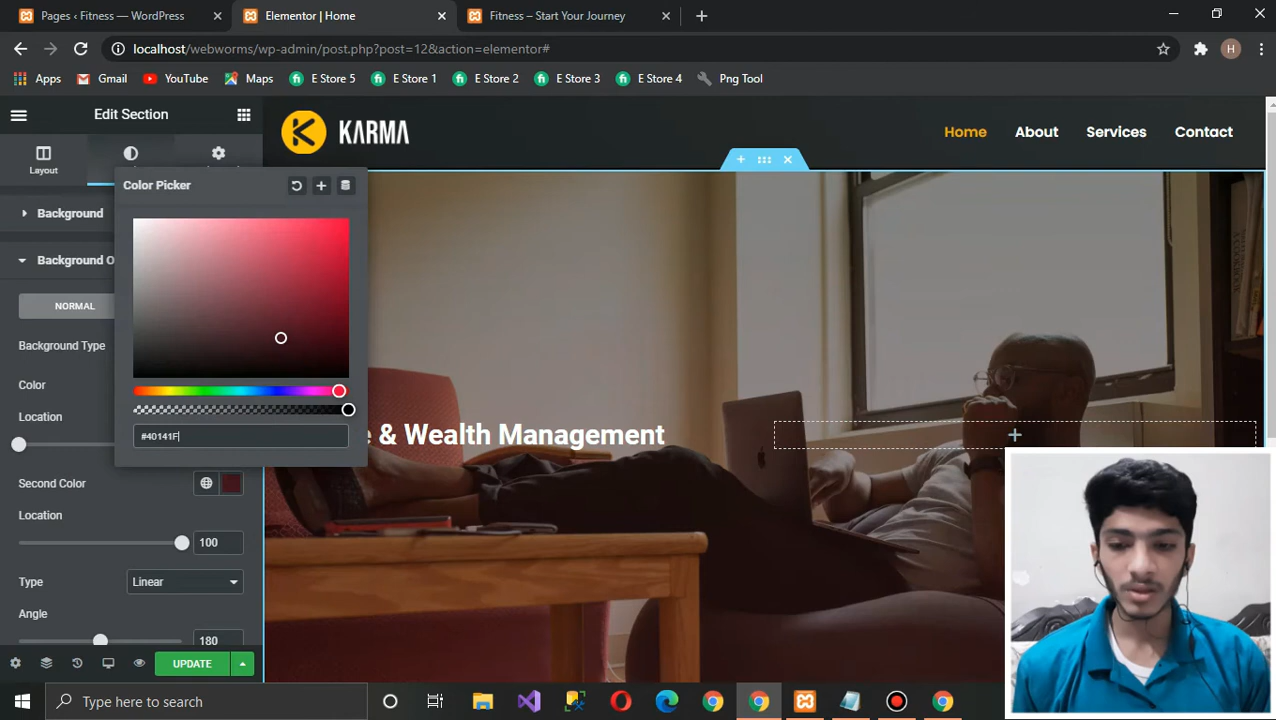 Pages ‹ Fitness — WordPress
Elementor | Home
Fitness – Start Your Journey
localhost/webworms/wp-admin/post.php?post=12&action=elementor#
H
Apps
Gmail
YouTube
Maps
E Store 5
E Store 1
E Store 2
E Store 3
E Store 4
Png Tool
Edit Section
KARMA
Home
About
Services
Contact
Layout
Color Picker
Background
Background O
NORMAL
Background Type
Color
Location
#40141F
& Wealth Management
Second Color
Location
100
Type
Linear
Angle
180
UPDATE
Type here to search